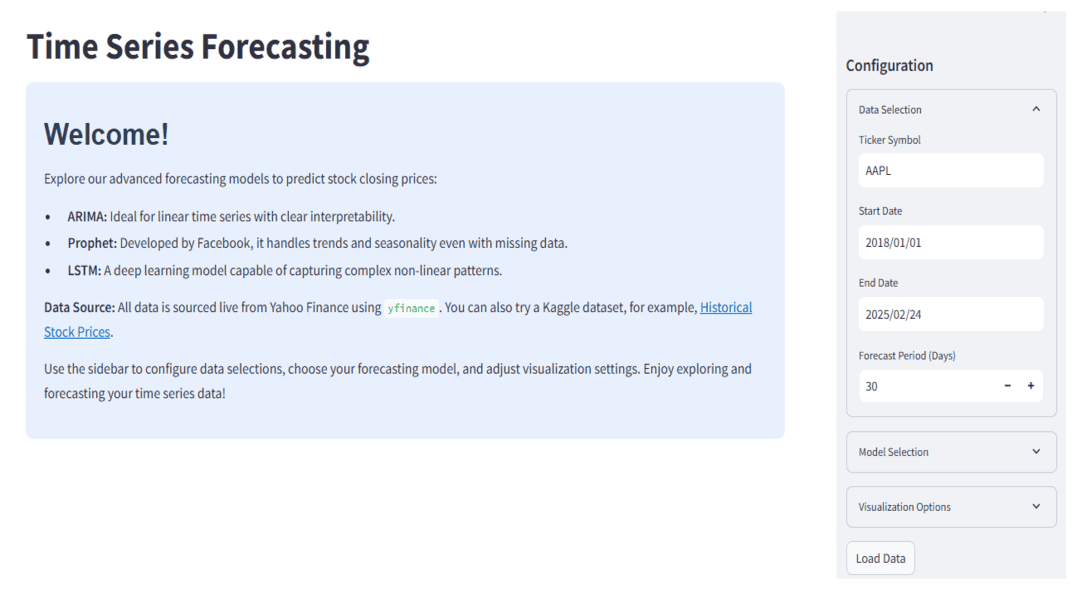 Time Series Forecasting
Welcome!
Explore our advanced forecasting models to predict stock closing prices:
• ARIMA: Ideal for linear time series with clear interpretability.
• Prophet: Developed by Facebook, it handles trends and seasonality even with missing data.
• LSTM: A deep learning model capable of capturing complex non-linear patterns.
Data Source: All data is sourced live from Yahoo Finance using yfinance. You can also try a Kaggle dataset, for example, Historical
Stock Prices.
Use the sidebar to configure data selections, choose your forecasting model, and adjust visualization settings. Enjoy exploring and
forecasting your time series data!
Configuration
Data Selection
Ticker Symbol
AAPL
Start Date
2018/01/01
End Date
2025/02/24
Forecast Period (Days)
30 − +
Model Selection
Visualization Options
Load Data